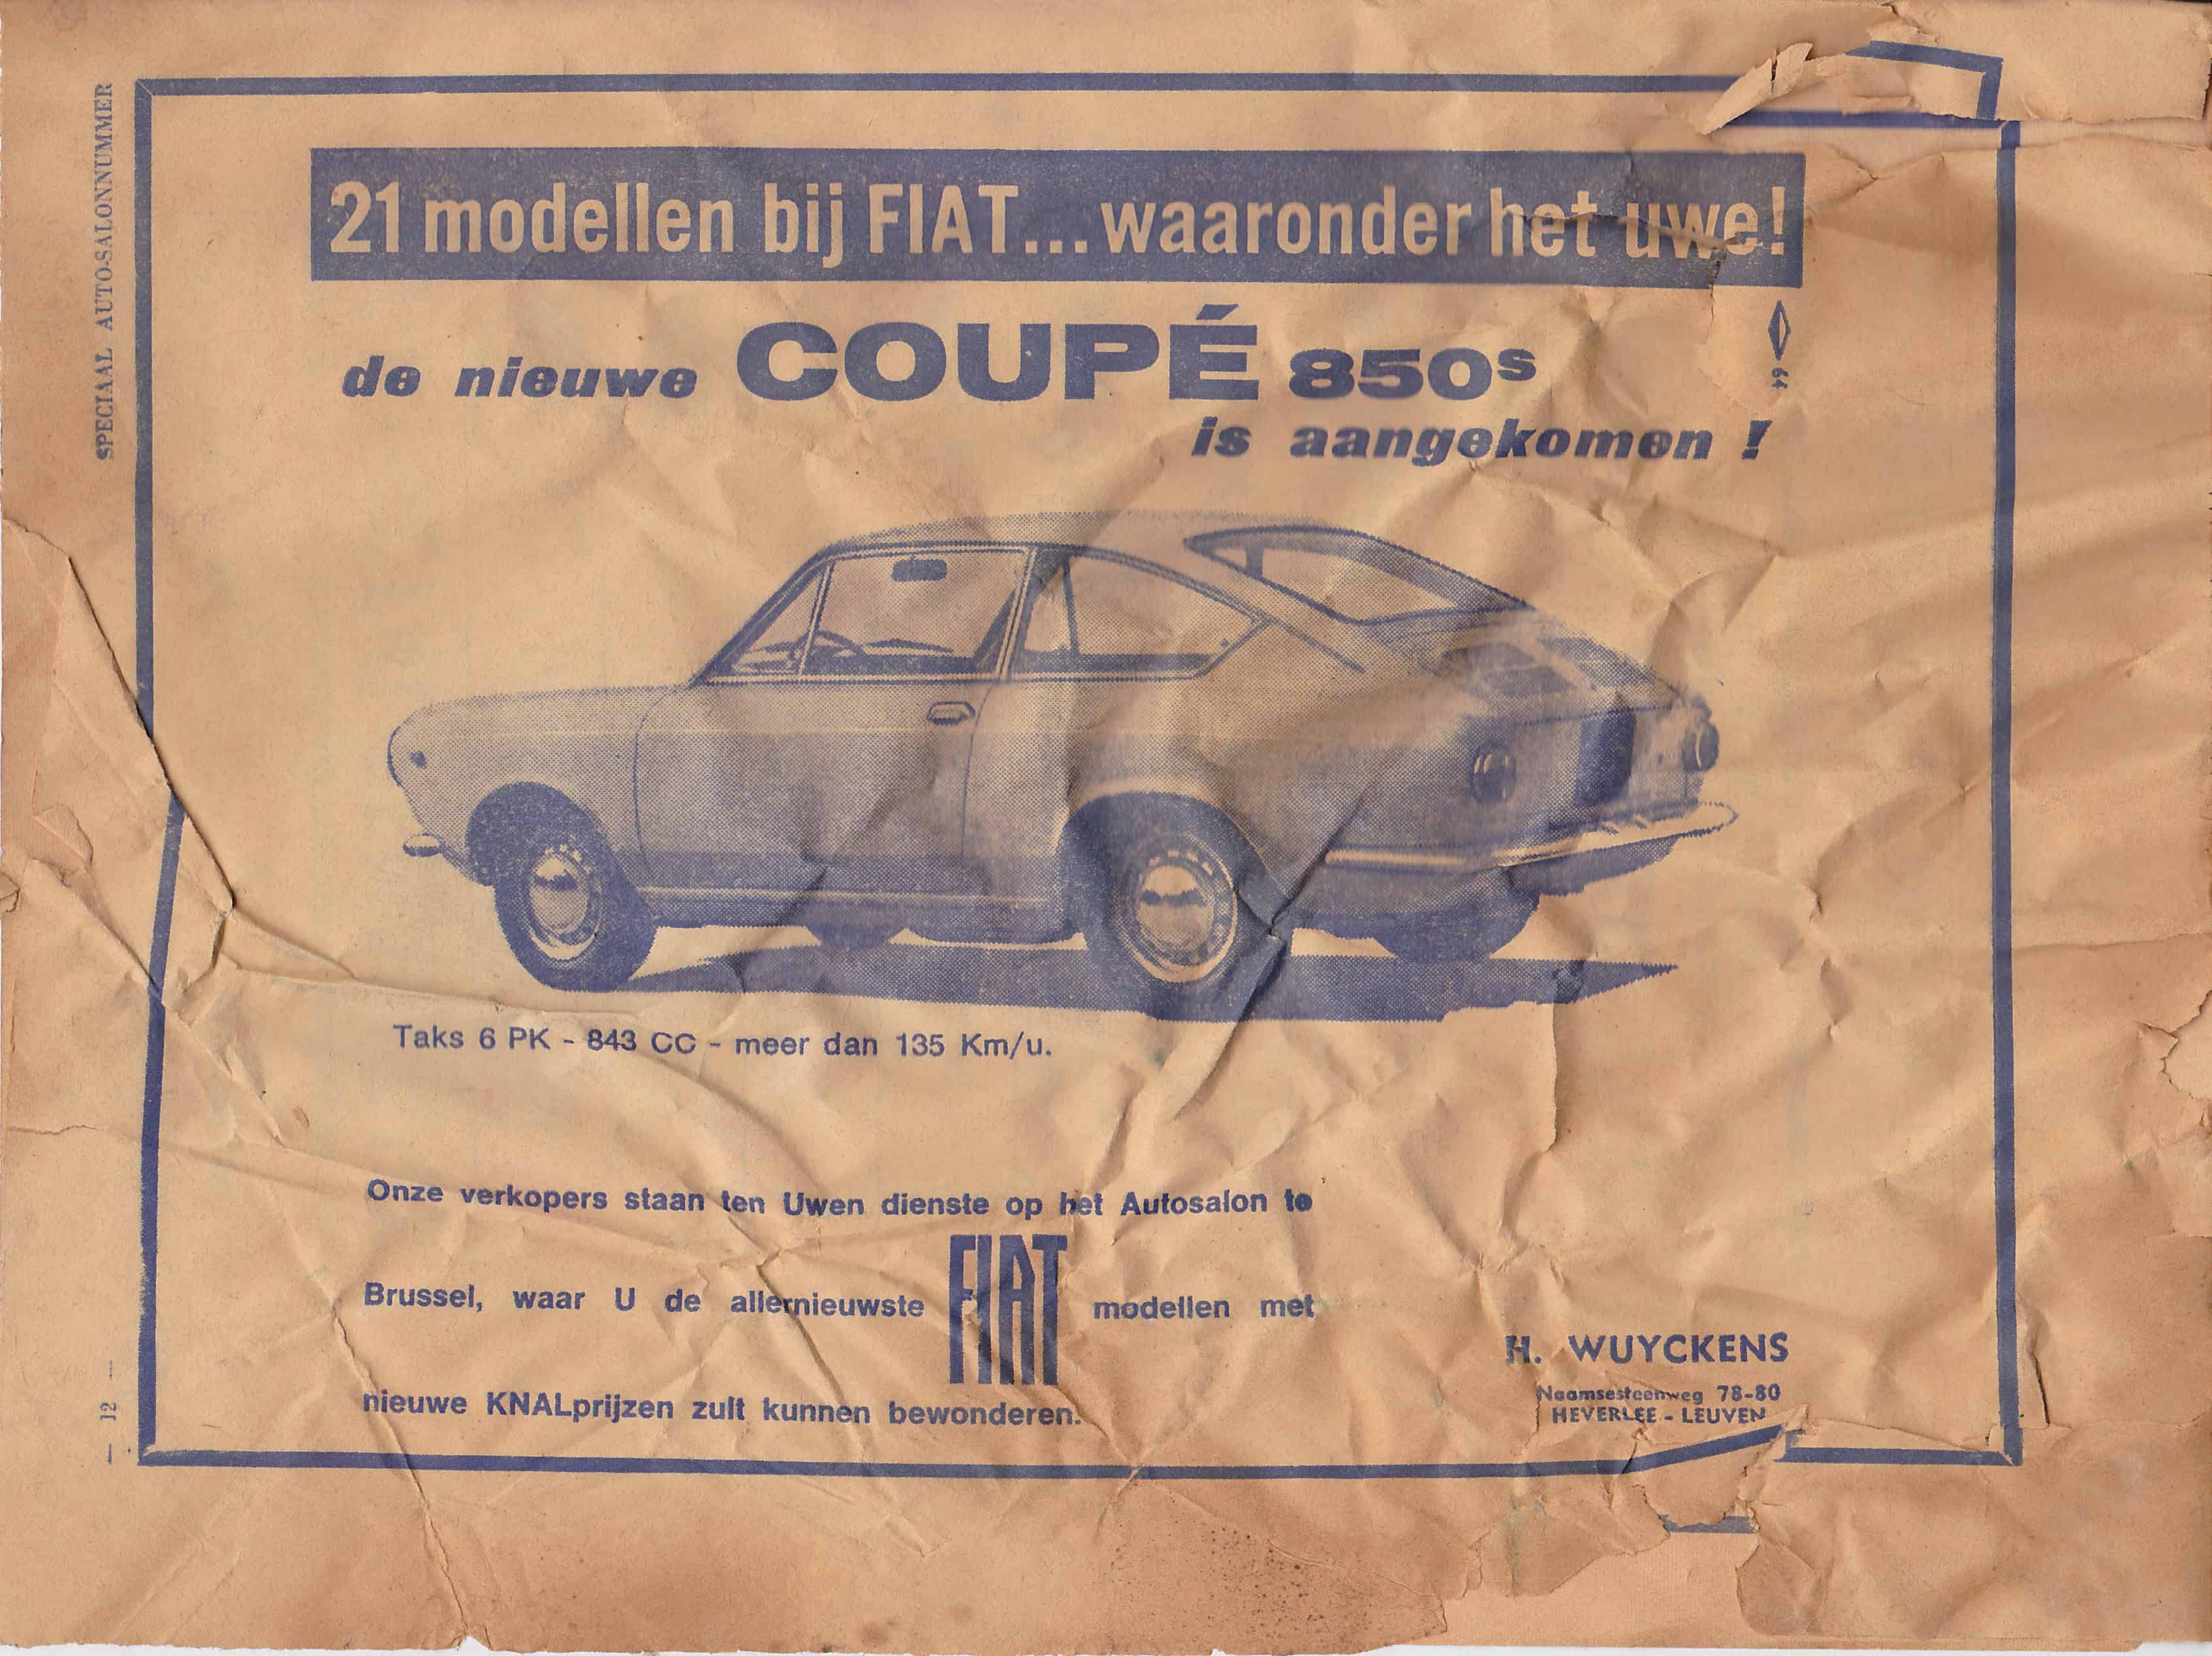 SPECIAAL AUTO-SALONNUMMER
21 modellen bij FIAT... waaronder het uwe!
de nieuwe COUPÉ 850s
is aangekomen !
Taks 6 PK - 843 CC - meer dan 135 Km/u.
Onze verkopers staan ten Uwen dienste op het Autosalon te
Brussel, waar U de allernieuwste FIAT modellen met
nieuwe KNALprijzen zult kunnen bewonderen.
H. WUYCKENS
Naamsesteenweg 78-80
HEVERLEE - LEUVEN
— 12 —